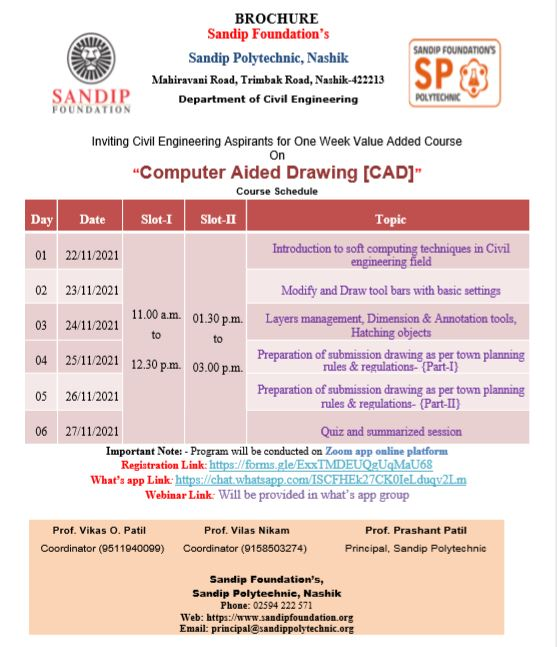 BROCHURE
Sandip Foundation's
Sandip Polytechnic, Nashik
Mahiravani Road, Trimbak Road, Nashik-422213
Department of Civil Engineering
SANDIP
FOUNDATION
SANDIP FOUNDATION'S
SP
POLYTECHNIC
Inviting Civil Engineering Aspirants for One Week Value Added Course
On
"Computer Aided Drawing [CAD]"
Course Schedule
Day Date Slot-I Slot-II Topic
01 22/11/2021 Introduction to soft computing techniques in Civil
engineering field
02 23/11/2021 Modify and Draw tool bars with basic settings
03 24/11/2021 Layers management, Dimension & Annotation tools,
Hatching objects
11.00 a.m.
to
12.30 p.m.
01.30 p.m.
to
03.00 p.m.
04 25/11/2021 Preparation of submission drawing as per town planning
rules & regulations- {Part-I}
05 26/11/2021 Preparation of submission drawing as per town planning
rules & regulations- {Part-II}
06 27/11/2021 Quiz and summarized session
Important Note: - Program will be conducted on Zoom app online platform
Registration Link: https://forms.gle/ExxTMDEUQgUqMaU68
What's app Link: https://chat.whatsapp.com/ISCFHEk27CK0IeLduqv2Lm
Webinar Link: Will be provided in what's app group
Prof. Vikas O. Patil
Coordinator (9511940099)
Prof. Vilas Nikam
Coordinator (9158503274)
Prof. Prashant Patil
Principal, Sandip Polytechnic
Sandip Foundation's,
Sandip Polytechnic, Nashik
Phone: 02594 222 571
Web: https://www.sandipfoundation.org
Email: principal@sandippolytechnic.org